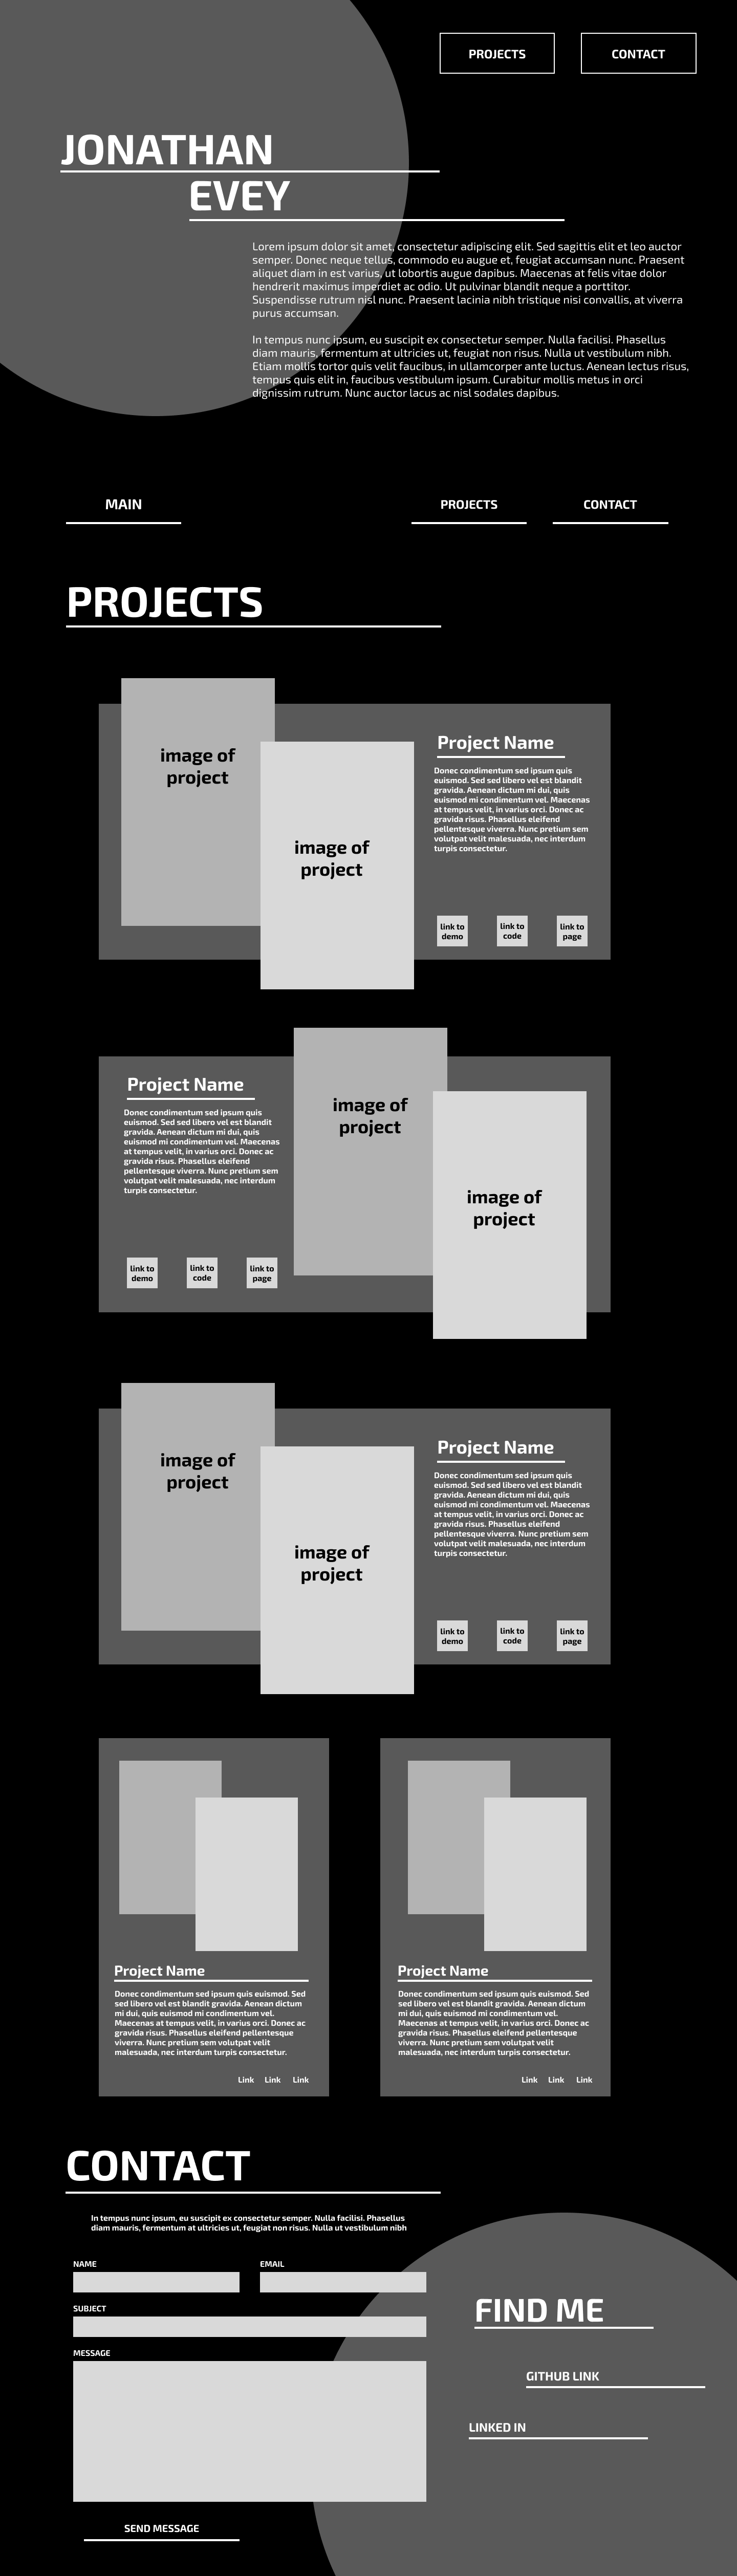 PROJECTS
CONTACT
JONATHAN
EVEY
Lorem ipsum dolor sit amet, consectetur adipiscing elit. Sed sagittis elit et leo auctor
semper. Donec neque tellus, commodo eu augue et, feugiat accumsan nunc. Praesent
aliquet diam in est varius, ut lobortis augue dapibus. Maecenas at felis vitae dolor
hendrerit maximus imperdiet ac odio. Ut pulvinar blandit neque a porttitor.
Suspendisse rutrum nisl nunc. Praesent lacinia nibh tristique nisi convallis, at viverra
purus accumsan.
In tempus nunc ipsum, eu suscipit ex consectetur semper. Nulla facilisi. Phasellus
diam mauris, fermentum at ultricies ut, feugiat non risus. Nulla ut vestibulum nibh.
Etiam mollis tortor quis velit faucibus, in ullamcorper ante luctus. Aenean lectus risus,
tempus quis elit in, faucibus vestibulum ipsum. Curabitur mollis metus in orci
dignissim rutrum. Nunc auctor lacus ac nisl sodales dapibus.
MAIN
PROJECTS
CONTACT
PROJECTS
image of
project
image of
project
Project Name
Donec condimentum sed ipsum quis
euismod. Sed sed libero vel est blandit
gravida. Aenean dictum mi dui, quis
euismod mi condimentum vel. Maecenas
at tempus velit, in varius orci. Donec ac
gravida risus. Phasellus eleifend
pellentesque viverra. Nunc pretium sem
volutpat velit malesuada, nec interdum
turpis consectetur.
link to
demo
link to
code
link to
page
Project Name
Donec condimentum sed ipsum quis
euismod. Sed sed libero vel est blandit
gravida. Aenean dictum mi dui, quis
euismod mi condimentum vel. Maecenas
at tempus velit, in varius orci. Donec ac
gravida risus. Phasellus eleifend
pellentesque viverra. Nunc pretium sem
volutpat velit malesuada, nec interdum
turpis consectetur.
link to
demo
link to
code
link to
page
image of
project
image of
project
image of
project
image of
project
Project Name
Donec condimentum sed ipsum quis
euismod. Sed sed libero vel est blandit
gravida. Aenean dictum mi dui, quis
euismod mi condimentum vel. Maecenas
at tempus velit, in varius orci. Donec ac
gravida risus. Phasellus eleifend
pellentesque viverra. Nunc pretium sem
volutpat velit malesuada, nec interdum
turpis consectetur.
link to
demo
link to
code
link to
page
Project Name
Donec condimentum sed ipsum quis euismod. Sed
sed libero vel est blandit gravida. Aenean dictum
mi dui, quis euismod mi condimentum vel.
Maecenas at tempus velit, in varius orci. Donec ac
gravida risus. Phasellus eleifend pellentesque
viverra. Nunc pretium sem volutpat velit
malesuada, nec interdum turpis consectetur.
Link Link Link
Project Name
Donec condimentum sed ipsum quis euismod. Sed
sed libero vel est blandit gravida. Aenean dictum
mi dui, quis euismod mi condimentum vel.
Maecenas at tempus velit, in varius orci. Donec ac
gravida risus. Phasellus eleifend pellentesque
viverra. Nunc pretium sem volutpat velit
malesuada, nec interdum turpis consectetur.
Link Link Link
CONTACT
In tempus nunc ipsum, eu suscipit ex consectetur semper. Nulla facilisi. Phasellus
diam mauris, fermentum at ultricies ut, feugiat non risus. Nulla ut vestibulum nibh
NAME
EMAIL
SUBJECT
MESSAGE
SEND MESSAGE
FIND ME
GITHUB LINK
LINKED IN